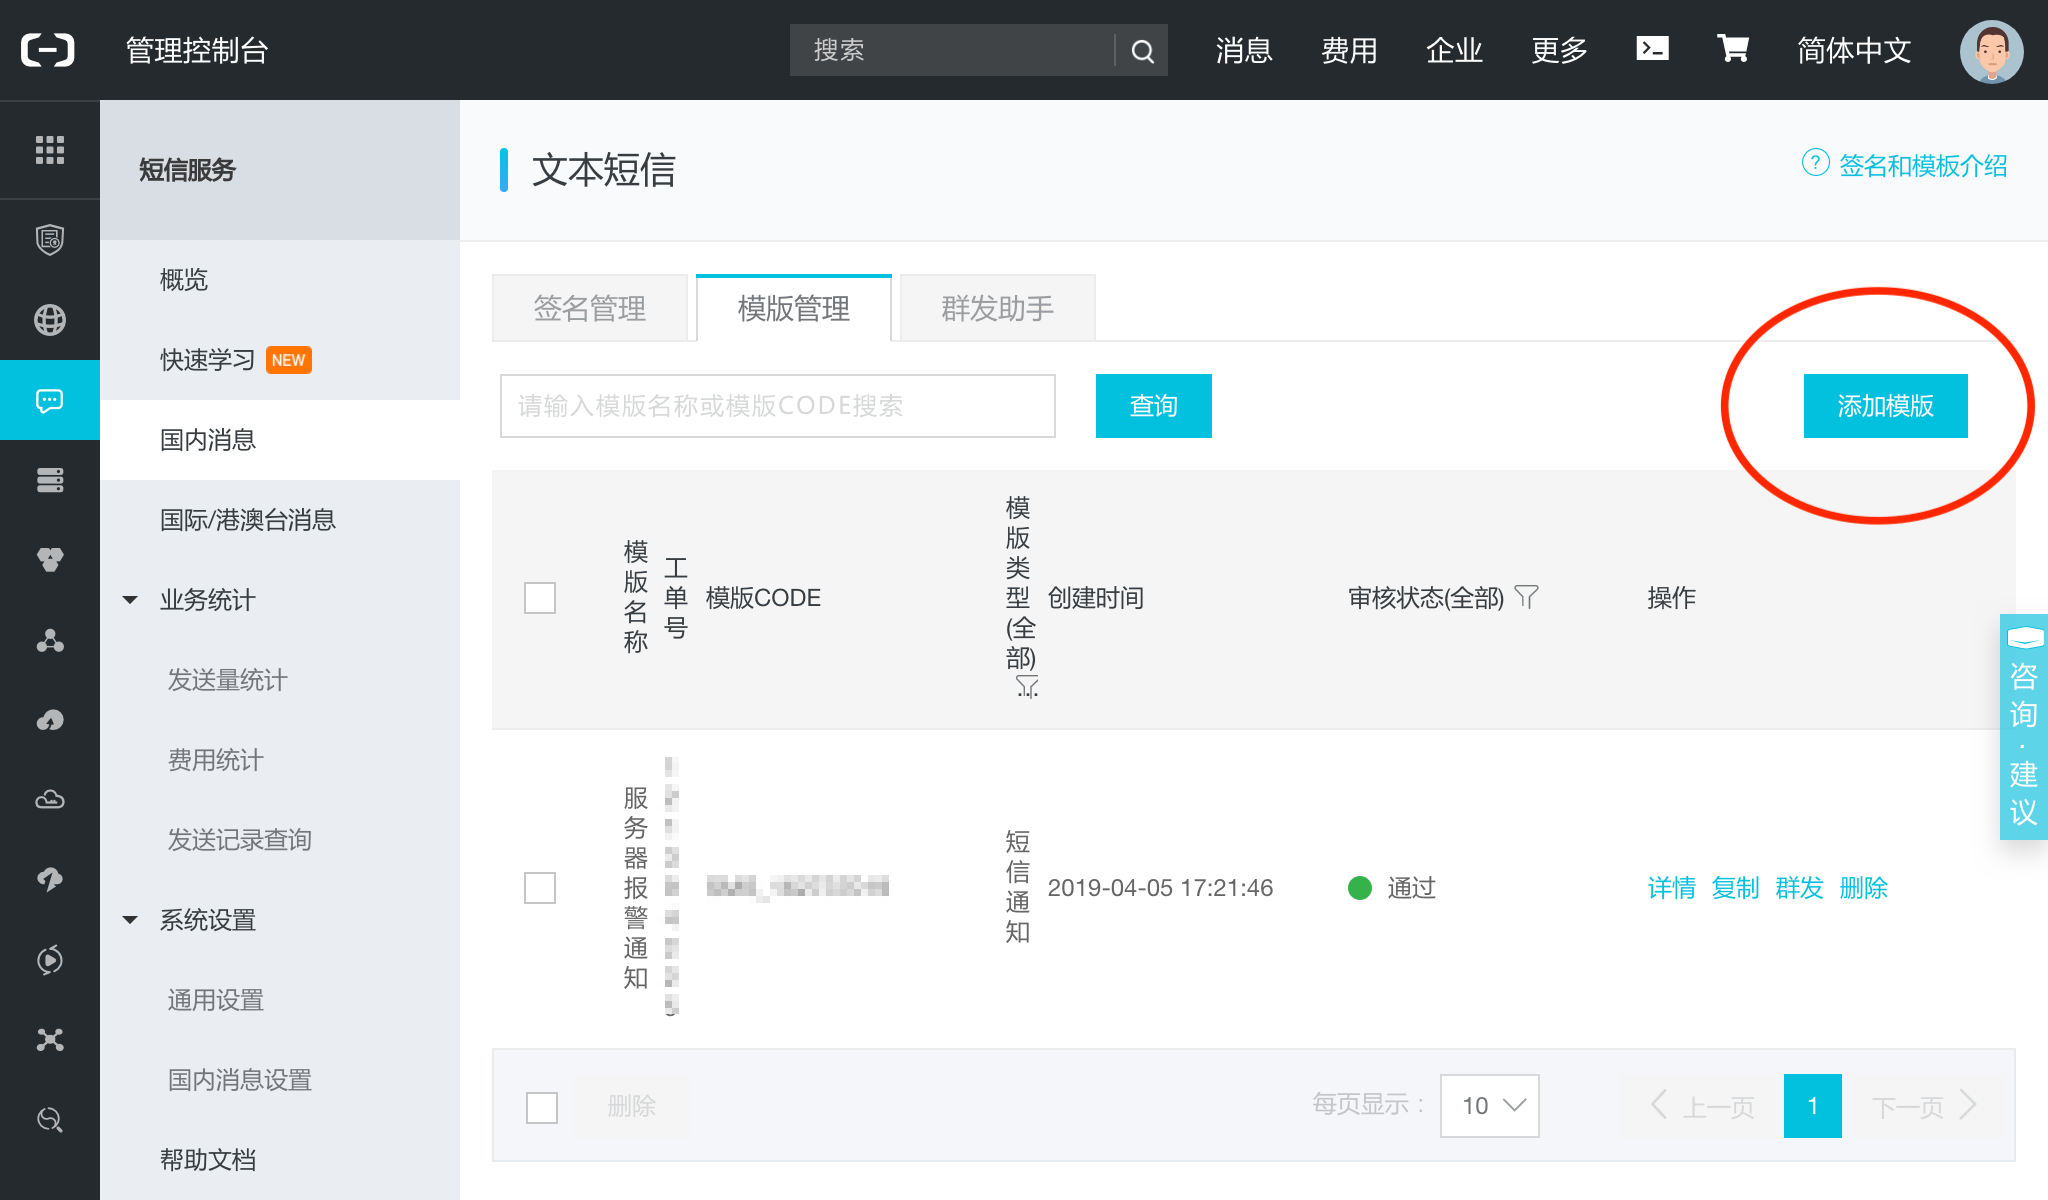 管理控制台
搜索
消息
费用
企业
更多
简体中文
短信服务
概览
快速学习 NEW
国内消息
国际/港澳台消息
业务统计
发送量统计
费用统计
发送记录查询
系统设置
通用设置
国内消息设置
帮助文档
文本短信
签名和模板介绍
签名管理
模版管理
群发助手
请输入模版名称或模版CODE搜索
查询
添加模版
模版名称
工单号
模版CODE
模版类型(全部)
创建时间
审核状态(全部)
操作
服务器报警通知
短信通知
2019-04-05 17:21:46
通过
详情 复制 群发 删除
删除
每页显示：
10
上一页
1
下一页
咨询·建议